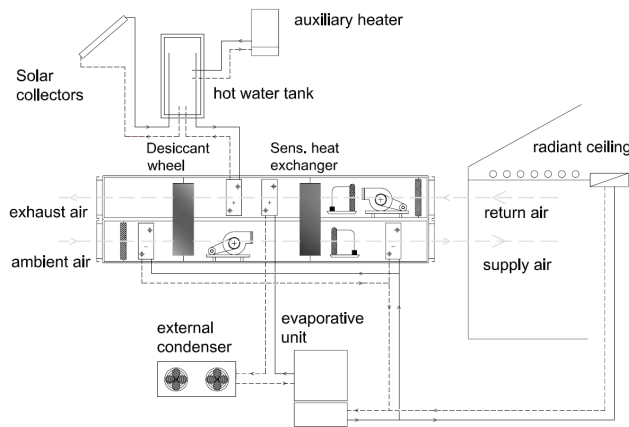 auxiliary heater
Solar
collectors
hot water tank
Desiccant
wheel
Sens. heat
exchanger
radiant ceiling
exhaust air
return air
ambient air
supply air
external
condenser
evaporative
unit